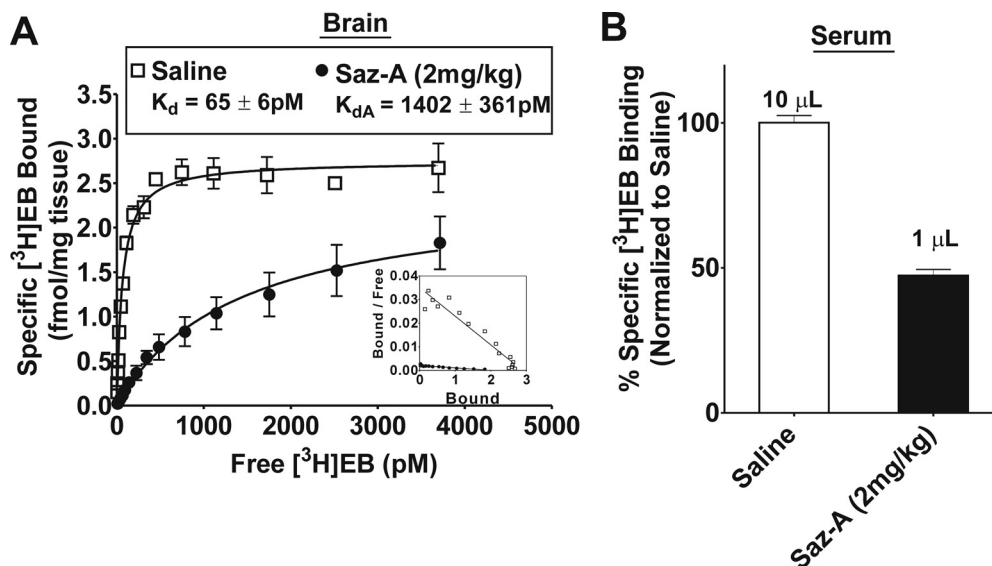 A
Brain
Saline
K_d = 65 ± 6pM
Saz-A (2mg/kg)
K_dA = 1402 ± 361pM
Specific [³H]EB Bound
(fmol/mg tissue)
3.5
3.0
2.5
2.0
1.5
1.0
0.5
0.0
0 1000 2000 3000 4000 5000
Free [³H]EB (pM)
Bound / Free
0.04
0.03
0.02
0.01
0.00
0 1 2 3
Bound
B
Serum
% Specific [³H]EB Binding
(Normalized to Saline)
100
50
0
10 μL
1 μL
Saline
Saz-A (2mg/kg)